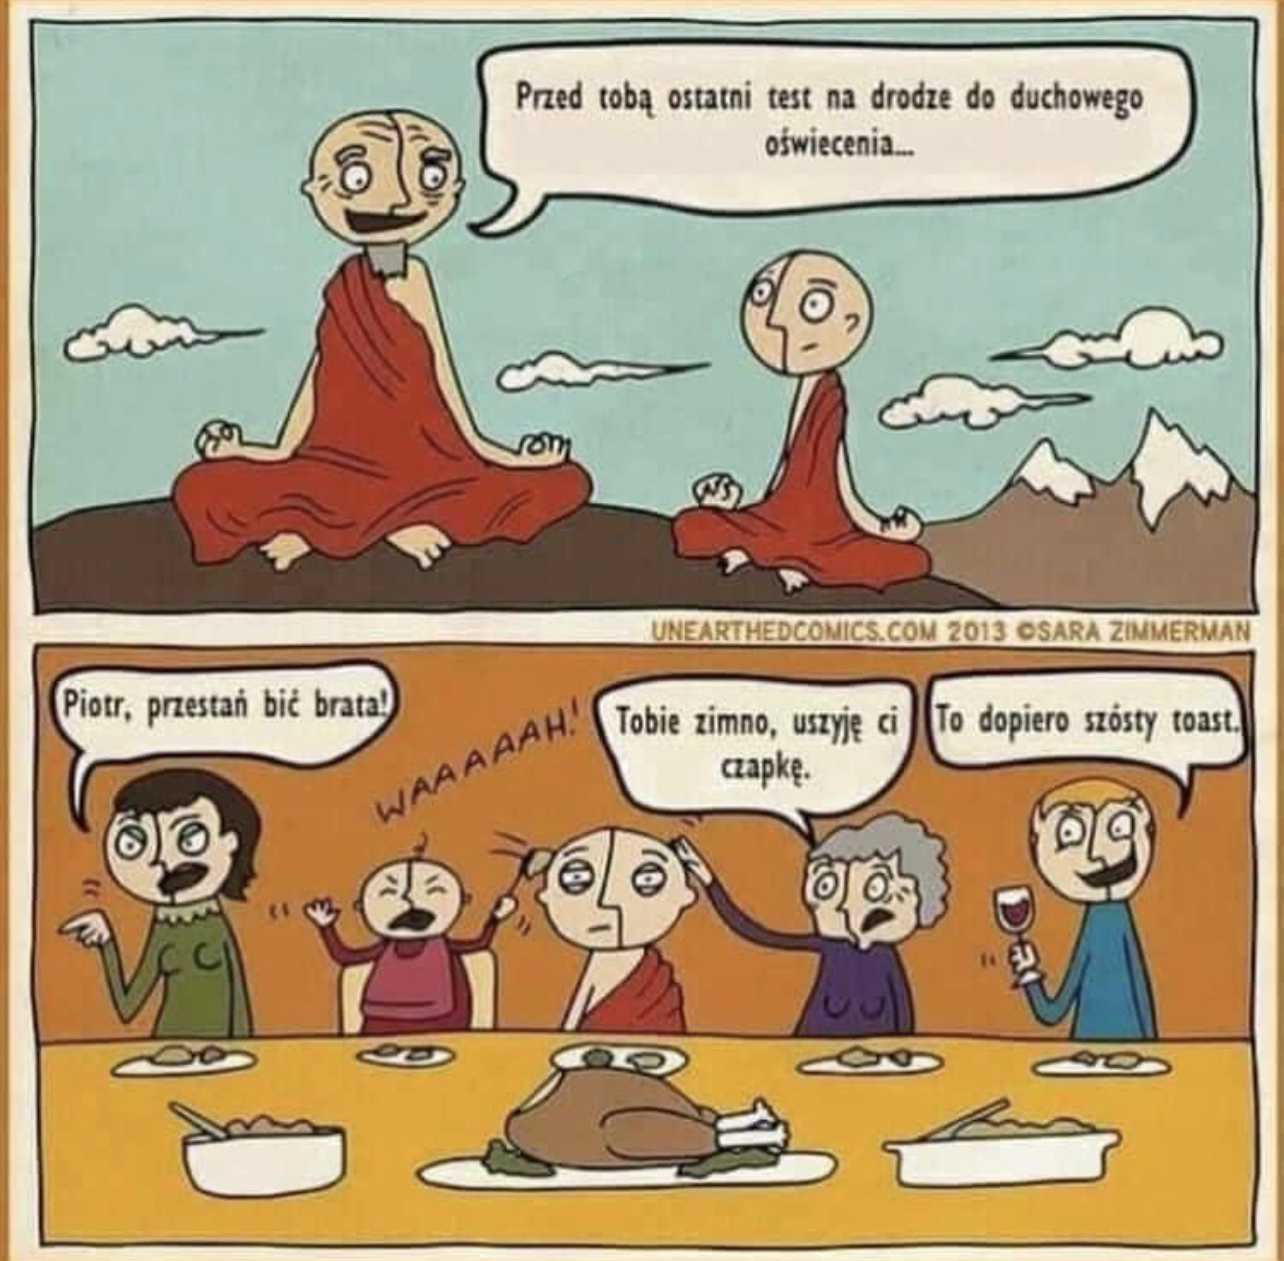 Przed tobą ostatni test na drodze do duchowego
oświecenia...
UNEARTHEDCOMICS.COM 2013 ©SARA ZIMMERMAN
Piotr, przestań bić brata!
WAAAAAH!
Tobie zimno, uszyję ci
czapkę.
To dopiero szósty toast.